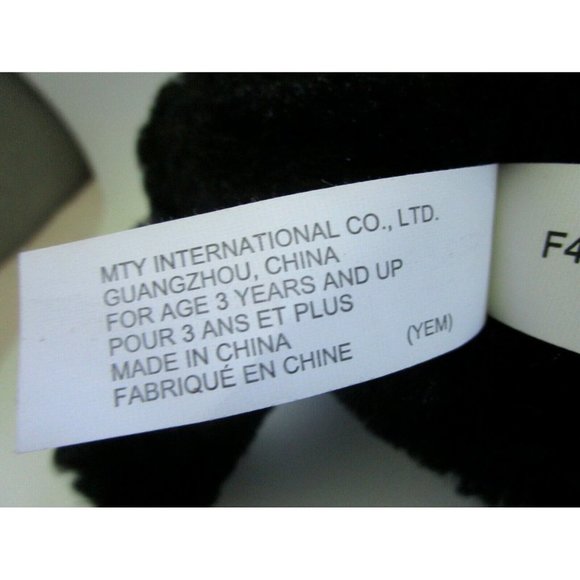 MTY INTERNATIONAL CO., LTD.
GUANGZHOU, CHINA
FOR AGE 3 YEARS AND UP
POUR 3 ANS ET PLUS
MADE IN CHINA
FABRIQUÉ EN CHINE (YEM)
F4